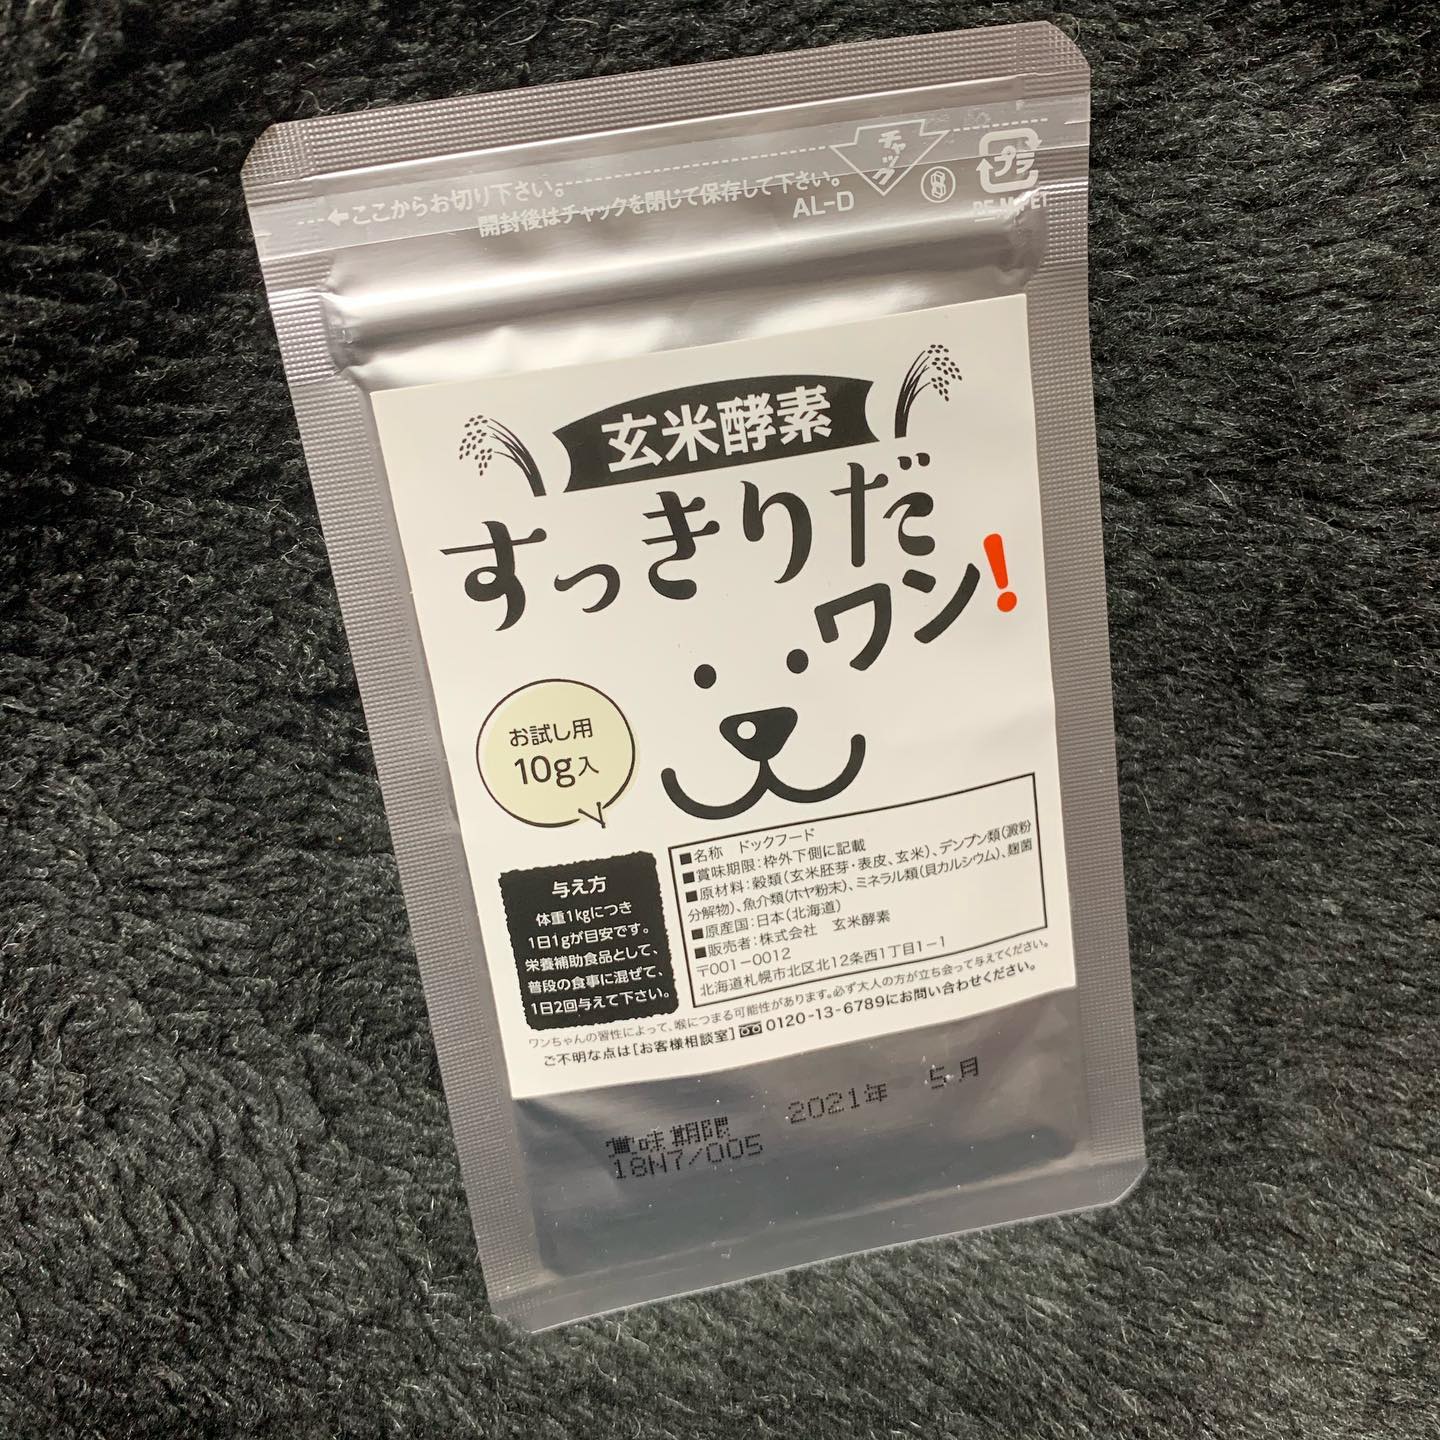 ←ここからお切り下さい。
チャック
開封後はチャックを閉じて保存して下さい。
AL-D
プラ
玄米酵素
すっきりだ
ワン!
お試し用
10g入
与え方
体重1kgにつき
1日1gが目安です。
栄養補助食品として、
普段の食事に混ぜて、
1日2回与えて下さい。
■名称 ドックフード
■賞味期限:枠外下側に記載
■原材料:穀類(玄米胚芽・表皮、玄米)、デンプン類(澱粉
分解物)、魚介類(ホヤ粉末)、ミネラル類(貝カルシウム)、麹菌
■原産国:日本(北海道)
■販売者:株式会社 玄米酵素
〒001-0012
北海道札幌市北区北12条西1丁目1-1
ワンちゃんの習性によって、喉につまる可能性があります。必ず大人の方が立ち会って与えてください。
ご不明な点は[お客様相談室]0120-13-6789にお問い合わせください。
賞味期限 2021年 5月
18N7/005